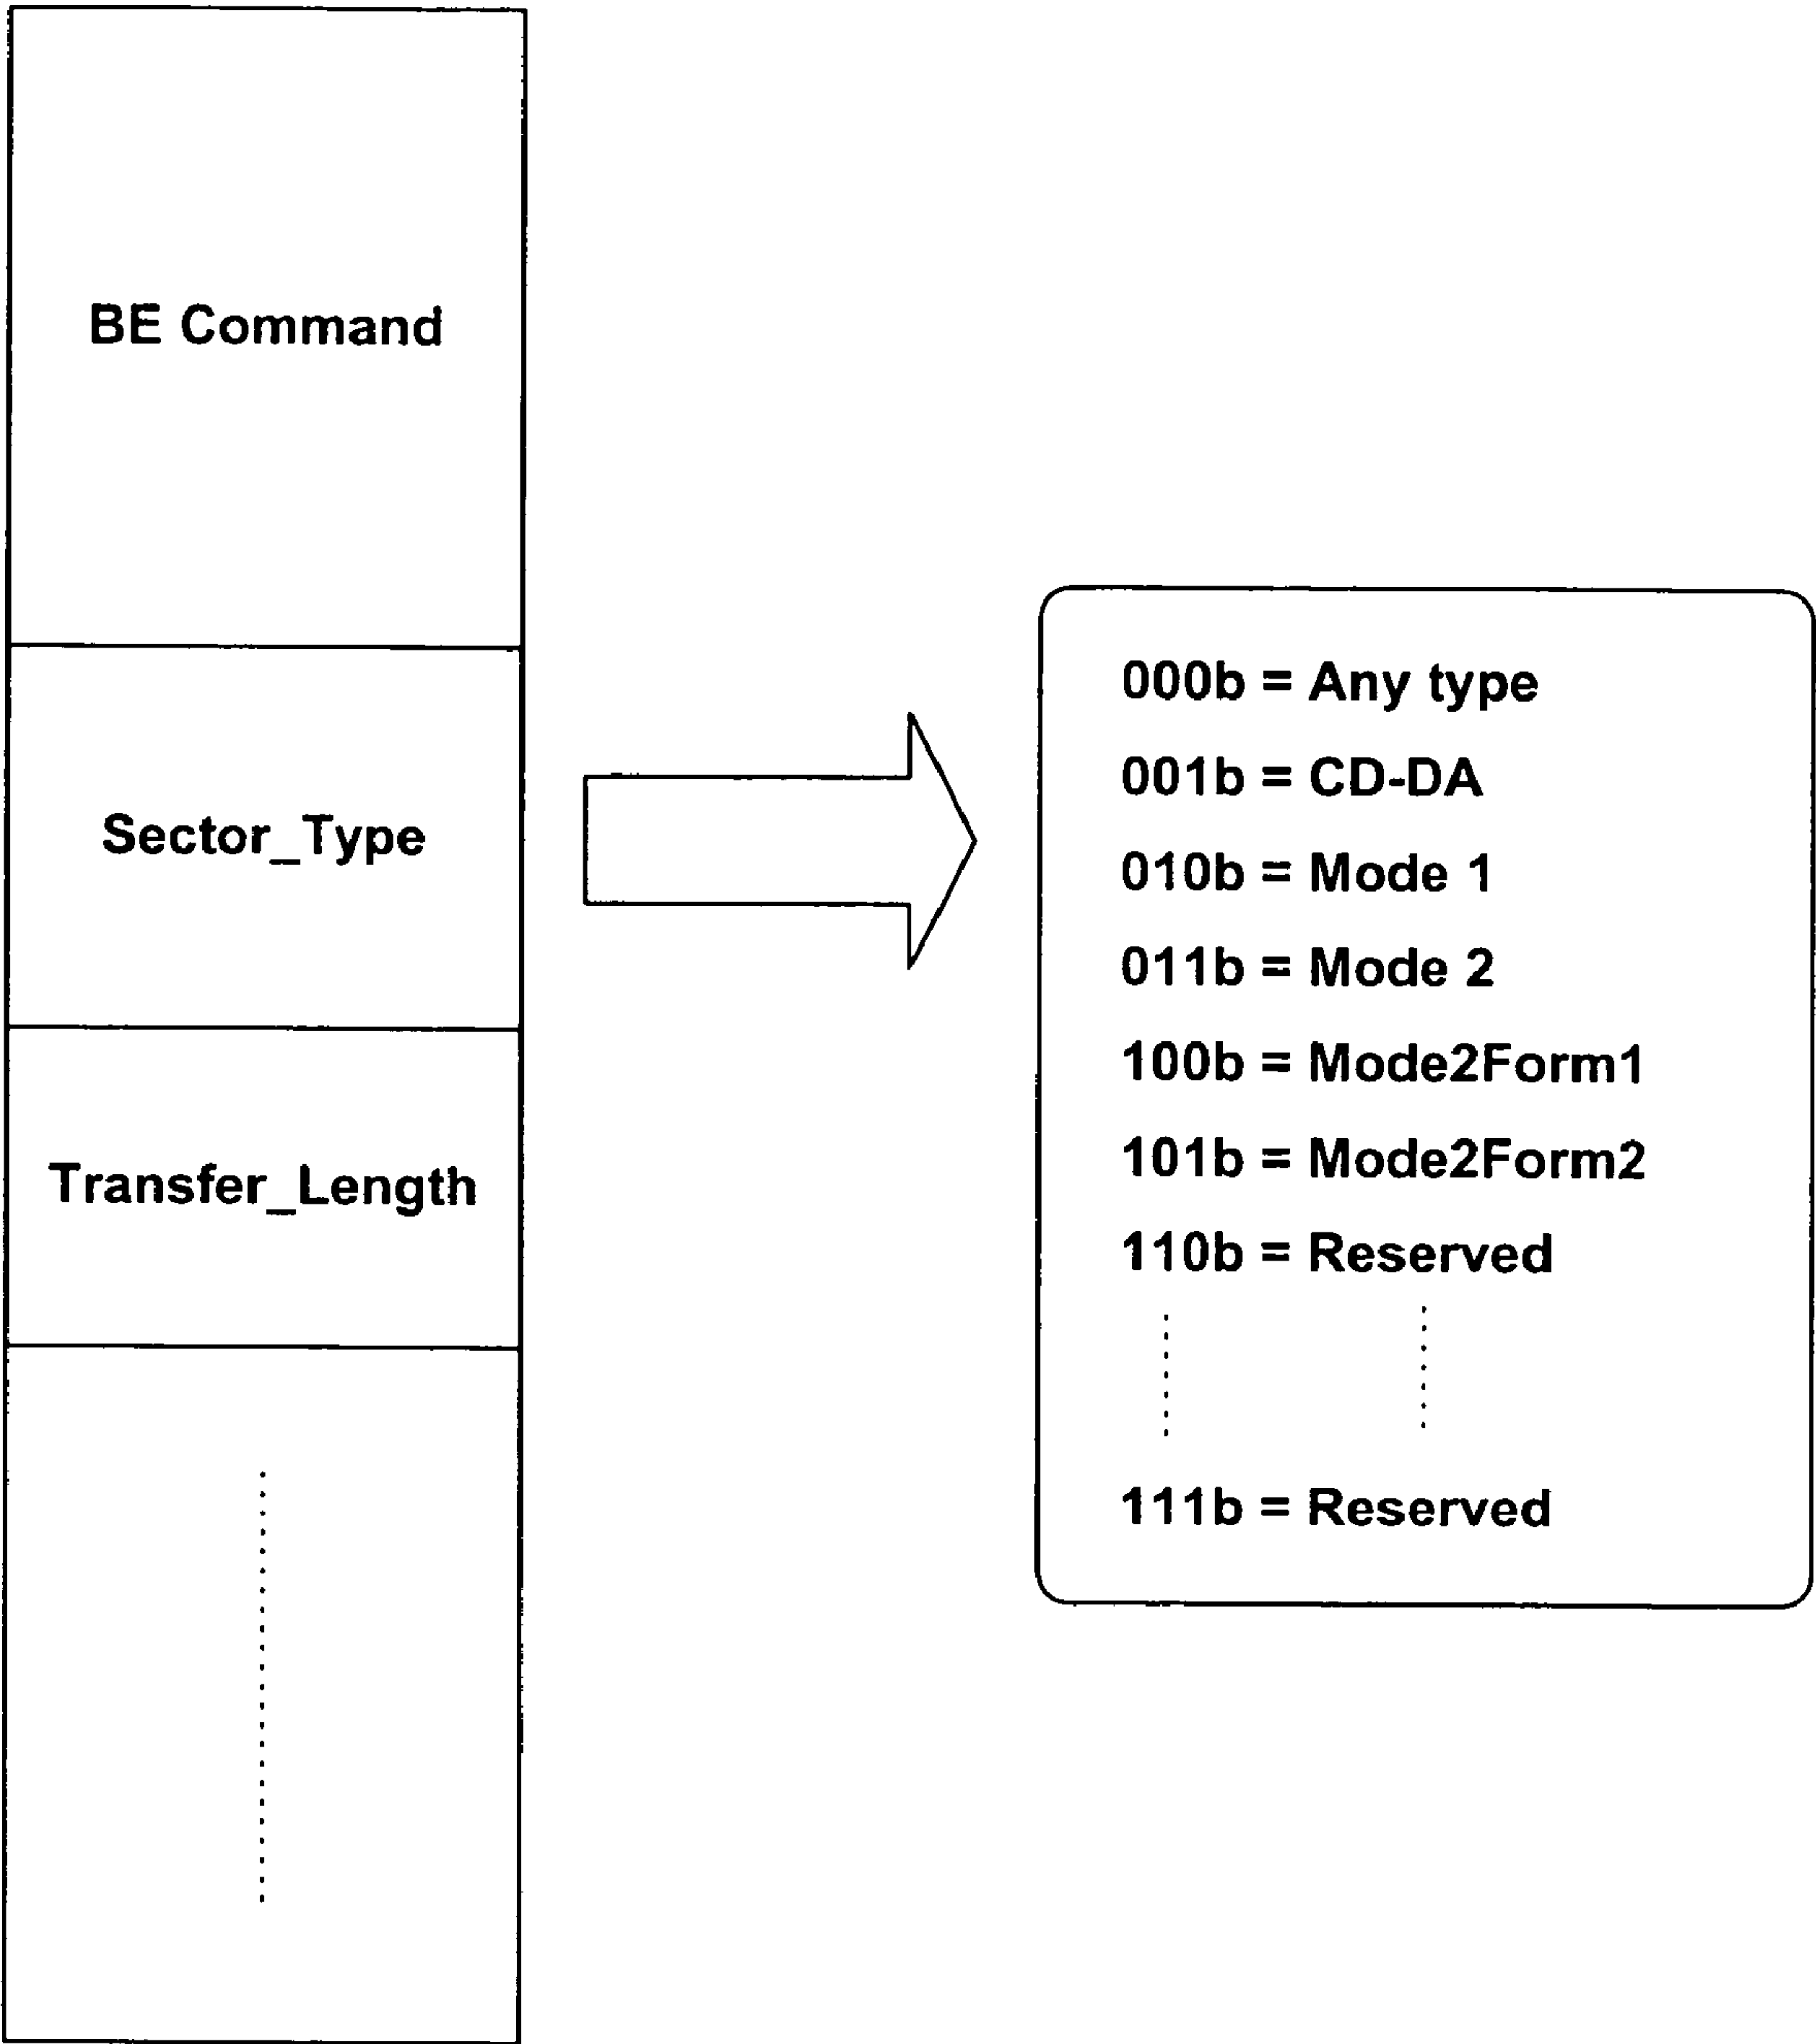 BE Command
Sector_Type
Transfer_Length
000b = Any type
001b = CD-DA
010b = Mode 1
011b = Mode 2
100b = Mode2Form1
101b = Mode2Form2
110b = Reserved
111b = Reserved